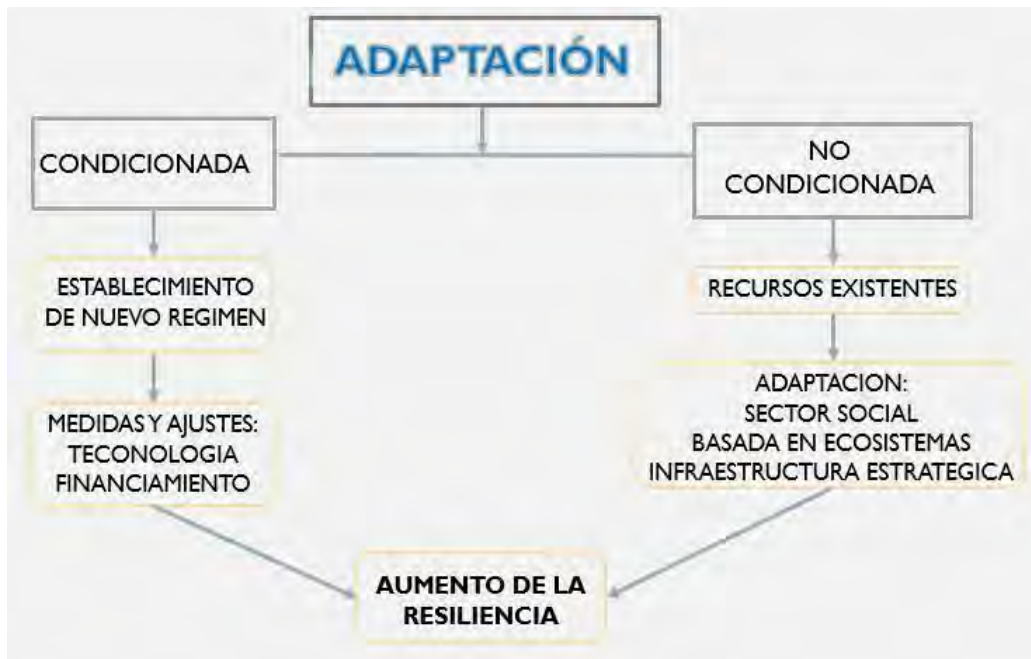 ADAPTACIÓN
CONDICIONADA
NO
CONDICIONADA
ESTABLECIMIENTO
DE NUEVO REGIMEN
RECURSOS EXISTENTES
MEDIDAS Y AJUSTES:
TECONOLOGIA
FINANCIAMIENTO
ADAPTACION:
SECTOR SOCIAL
BASADA EN ECOSISTEMAS
INFRAESTRUCTURA ESTRATEGICA
AUMENTO DE LA
RESILIENCIA